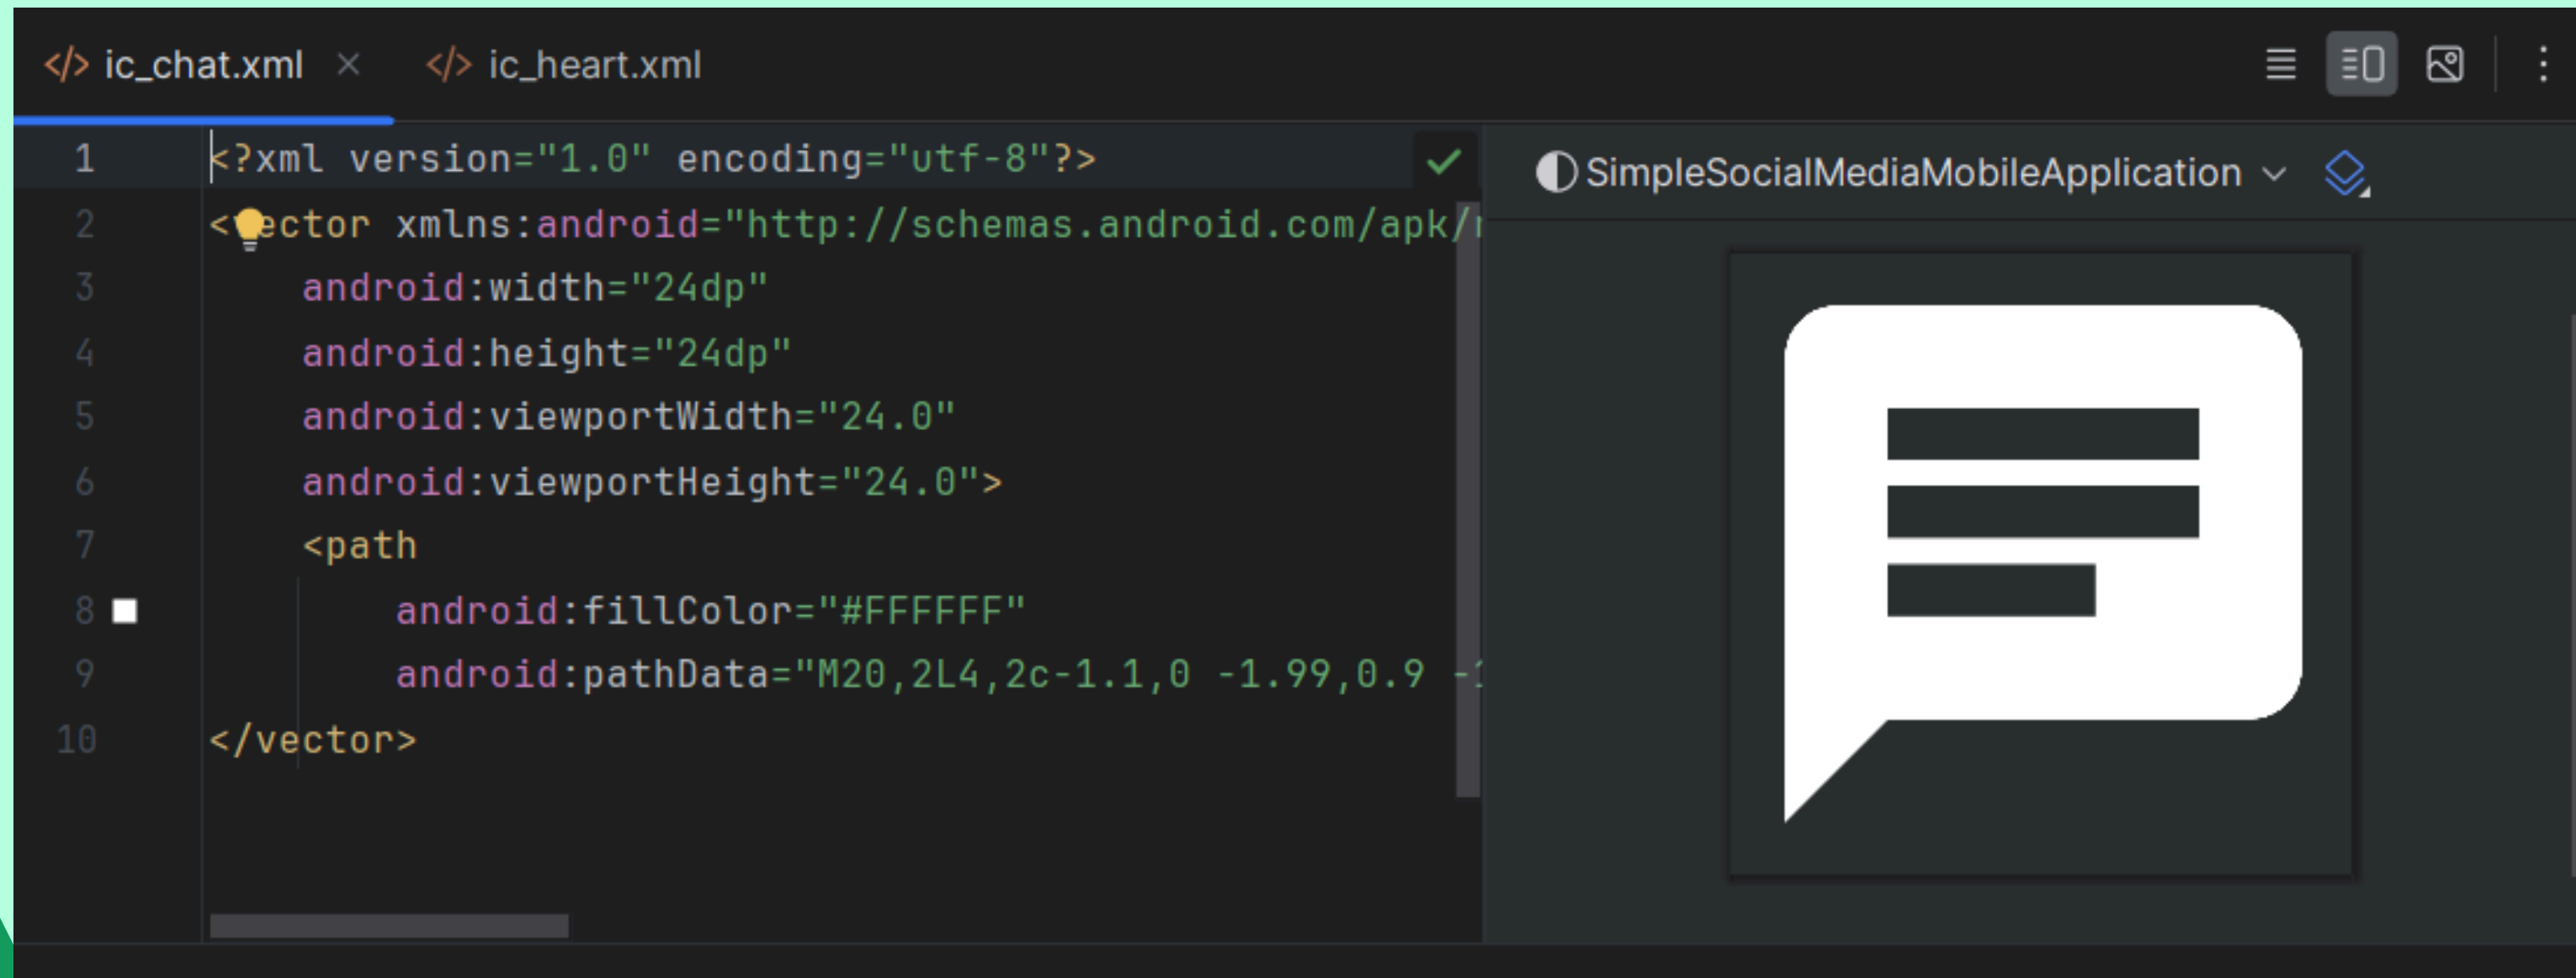 ic_chat.xml
ic_heart.xml
1 <?xml version="1.0" encoding="utf-8"?>
SimpleSocialMediaMobileApplication
2 <vector xmlns:android="http://schemas.android.com/apk/
3 android:width="24dp"
4 android:height="24dp"
5 android:viewportWidth="24.0"
6 android:viewportHeight="24.0">
7 <path
8 android:fillColor="#FFFFFF"
9 android:pathData="M20,2L4,2c-1.1,0 -1.99,0.9
10 </vector>